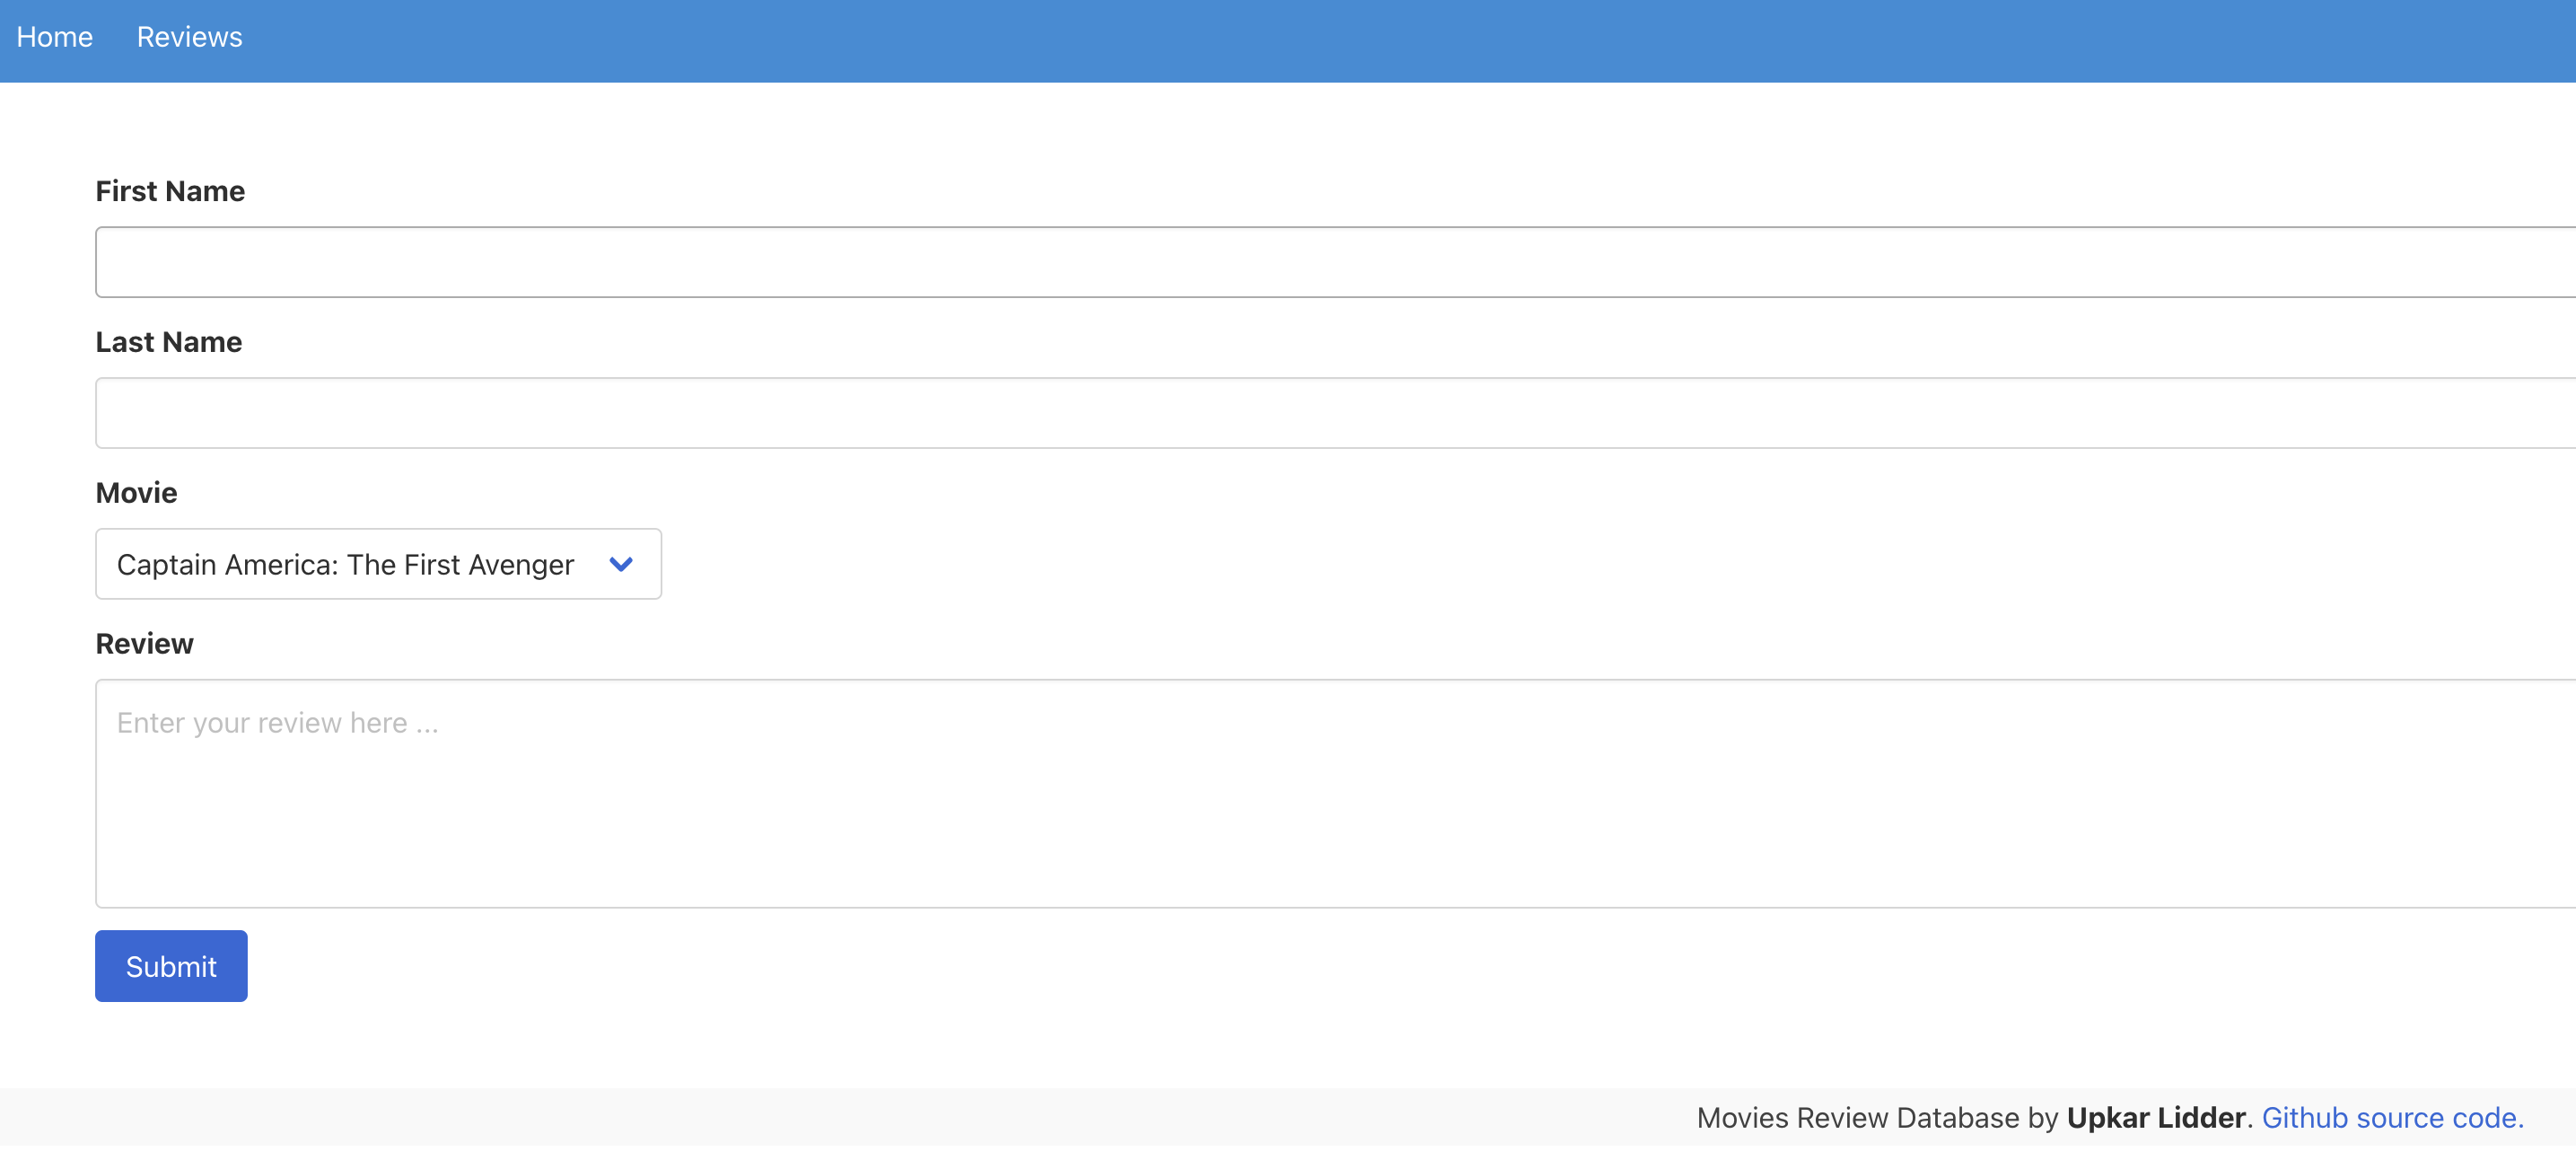 Home Reviews
First Name
Last Name
Movie
Captain America: The First Avenger
Review
Enter your review here ...
Submit
Movies Review Database by Upkar Lidder. Github source code.